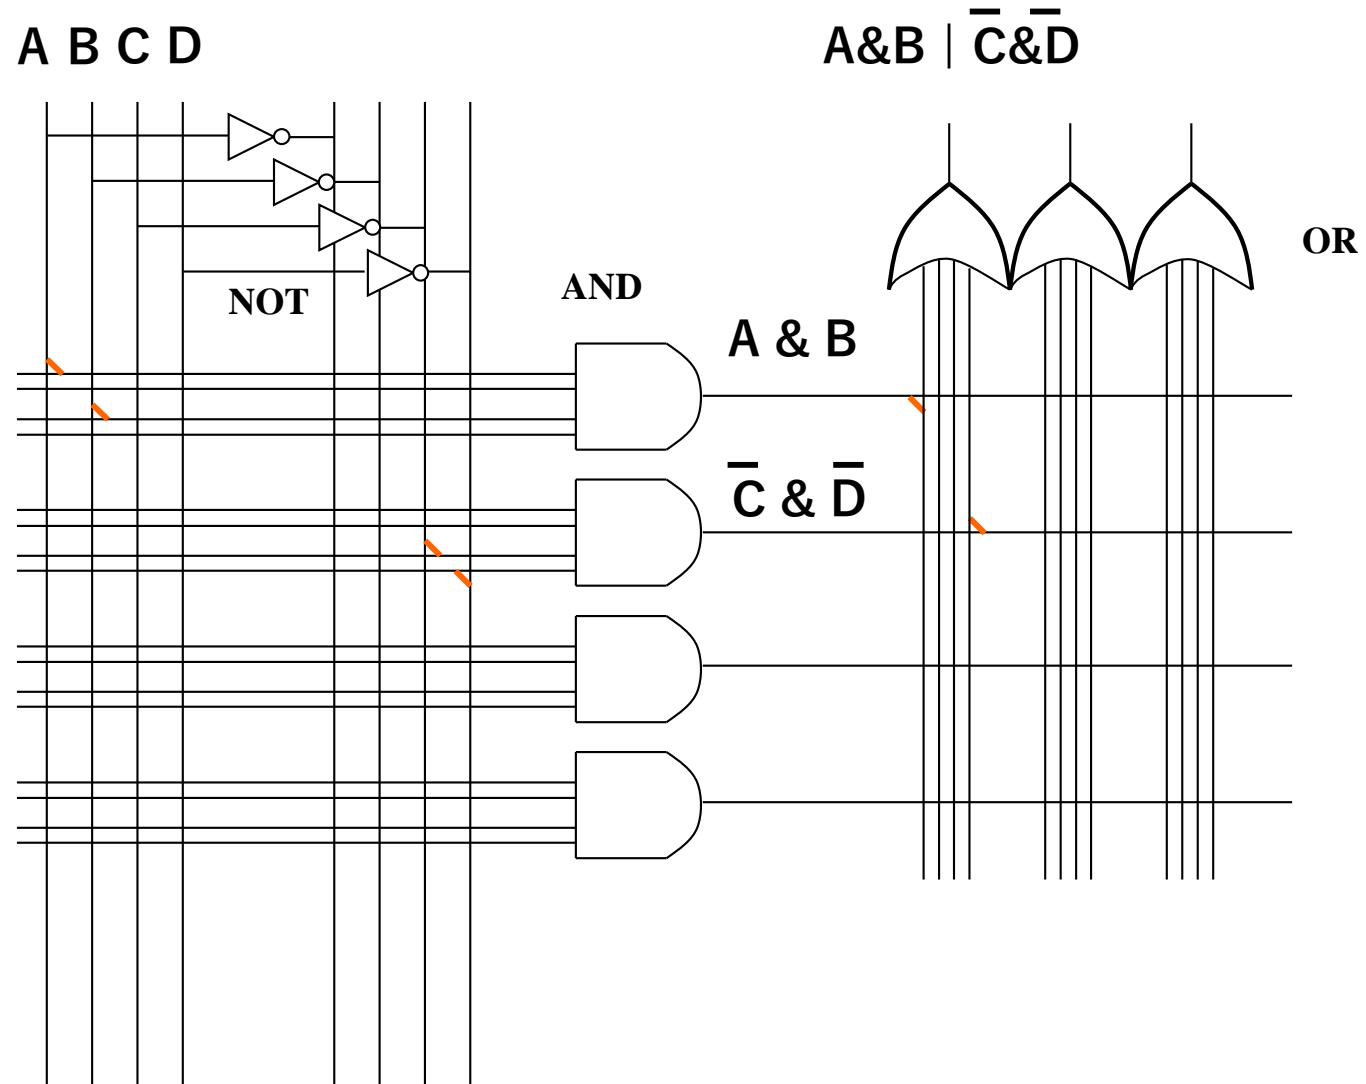 A B C D
A&B | C̅&D̅
OR
NOT
AND
A & B
C̅ & D̅